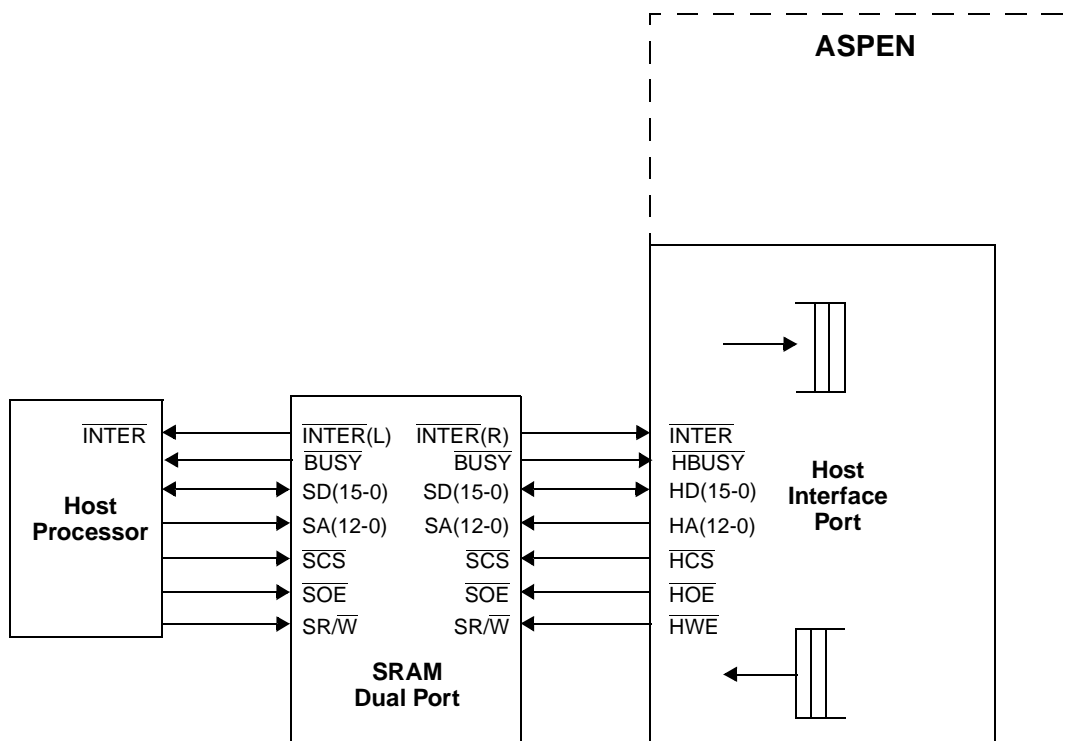 ASPEN
INTER
Host
Processor
INTER(L)
BUSY
SD(15-0)
SA(12-0)
SCS
SOE
SR/W
INTER(R)
BUSY
SD(15-0)
SA(12-0)
SCS
SOE
SR/W
SRAM
Dual Port
INTER
HBUSY
HD(15-0)
HA(12-0)
HCS
HOE
HWE
Host
Interface
Port